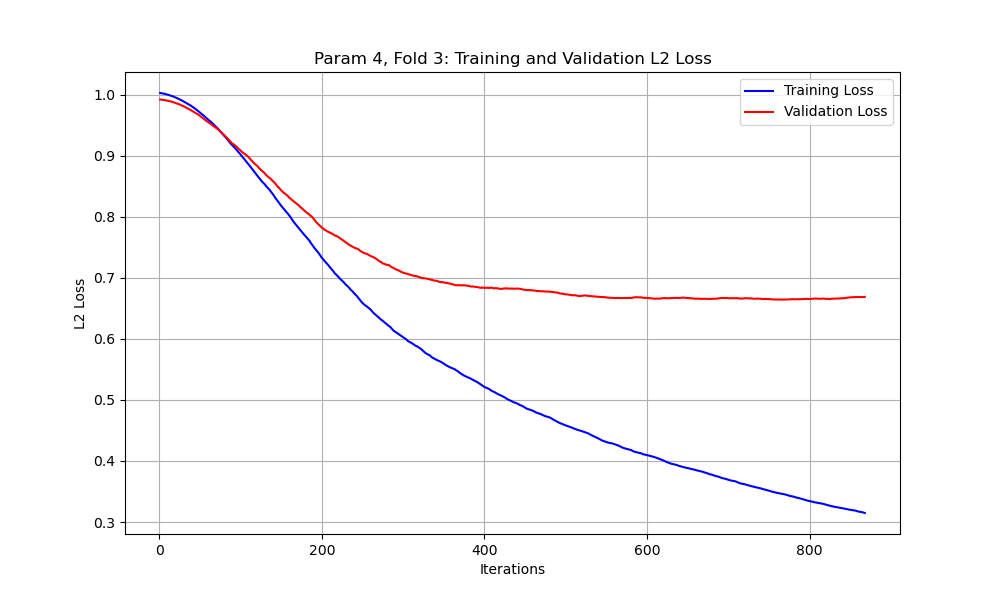 Param 4, Fold 3: Training and Validation L2 Loss
Training Loss
Validation Loss
1.0
0.9
0.8
0.7
0.6
0.5
0.4
0.3
L2 Loss
0
200
400
600
800
Iterations